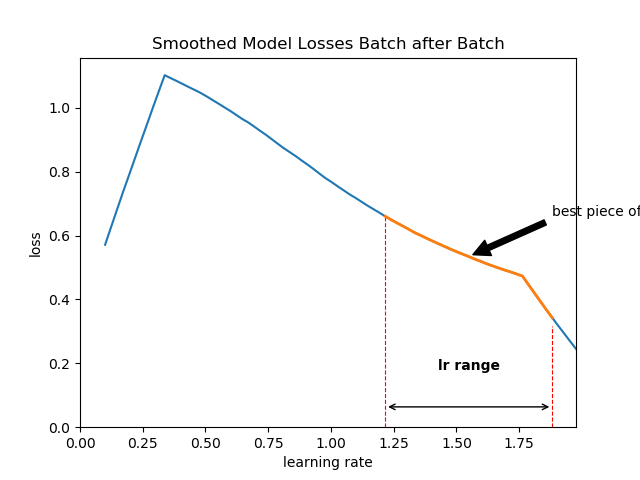 Smoothed Model Losses Batch after Batch
1.0
0.8
best piece of
0.6
loss
0.4
lr range
0.2
0.0
0.00 0.25 0.50 0.75 1.00 1.25 1.50 1.75
learning rate